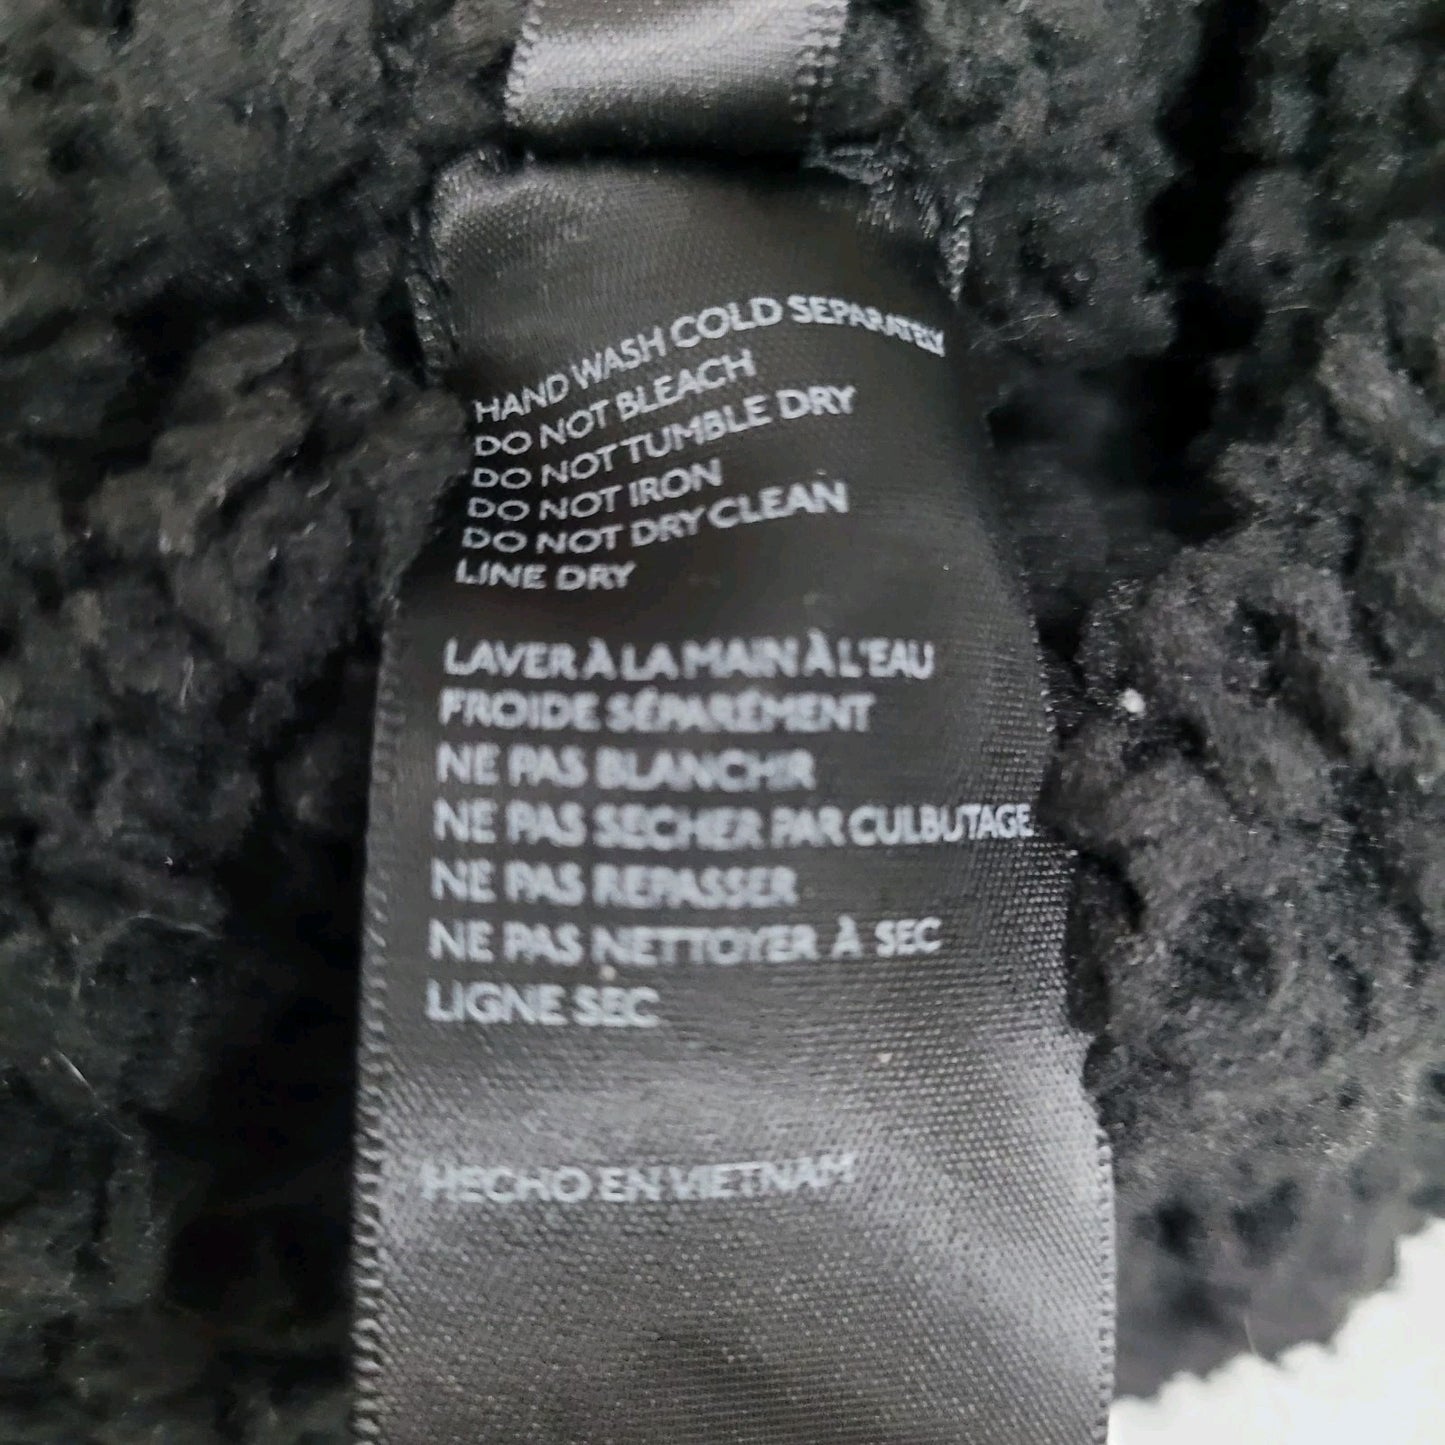 HAND WASH COLD SEPARATELY
DO NOT BLEACH
DO NOT TUMBLE DRY
DO NOT IRON
DO NOT DRY CLEAN
LINE DRY
LAVER À LA MAIN À L'EAU
FROIDE SÉPARÉMENT
NE PAS BLANCHIR
NE PAS SECHER PAR CULBUTAGE
NE PAS REPASSER
NE PAS NETTOYER À SEC
LIGNE SEC
HECHO EN VIETNAM